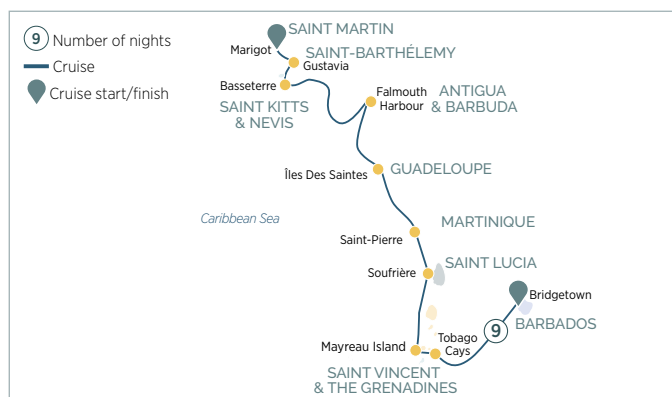 9 Number of nights
Cruise
Cruise start/finish
SAINT MARTIN
Marigot
SAINT-BARTHÉLEMY
Gustavia
Basseterre
SAINT KITTS
& NEVIS
Falmouth
Harbour
ANTIGUA
& BARBUDA
Îles Des Saintes
GUADELOUPE
Caribbean Sea
MARTINIQUE
Saint-Pierre
SAINT LUCIA
Soufrière
Bridgetown
BARBADOS
9
Tobago
Cays
Mayreau Island
SAINT VINCENT
& THE GRENADINES